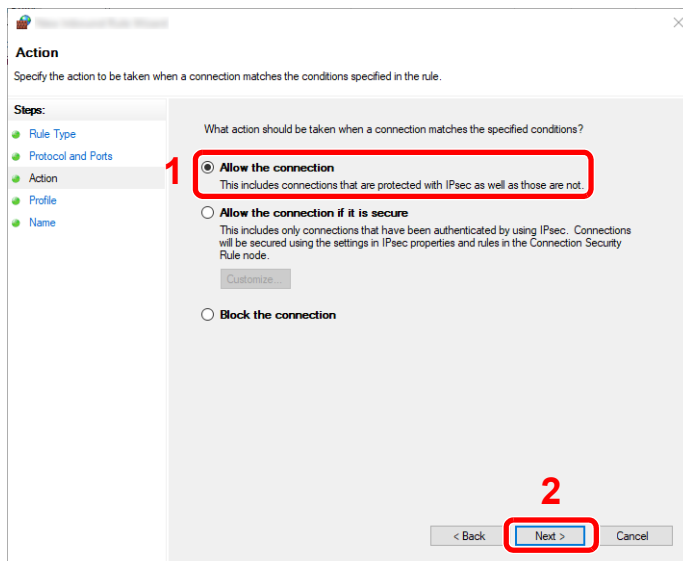 Action
Specify the action to be taken when a connection matches the conditions specified in the rule.
Steps:
Rule Type
Protocol and Ports
Action
Profile
Name
What action should be taken when a connection matches the specified conditions?
1
Allow the connection
This includes connections that are protected with IPsec as well as those are not.
Allow the connection if it is secure
This includes only connections that have been authenticated by using IPsec. Connections
will be secured using the settings in IPsec properties and rules in the Connection Security
Rule node.
Customize...
Block the connection
2
< Back
Next >
Cancel